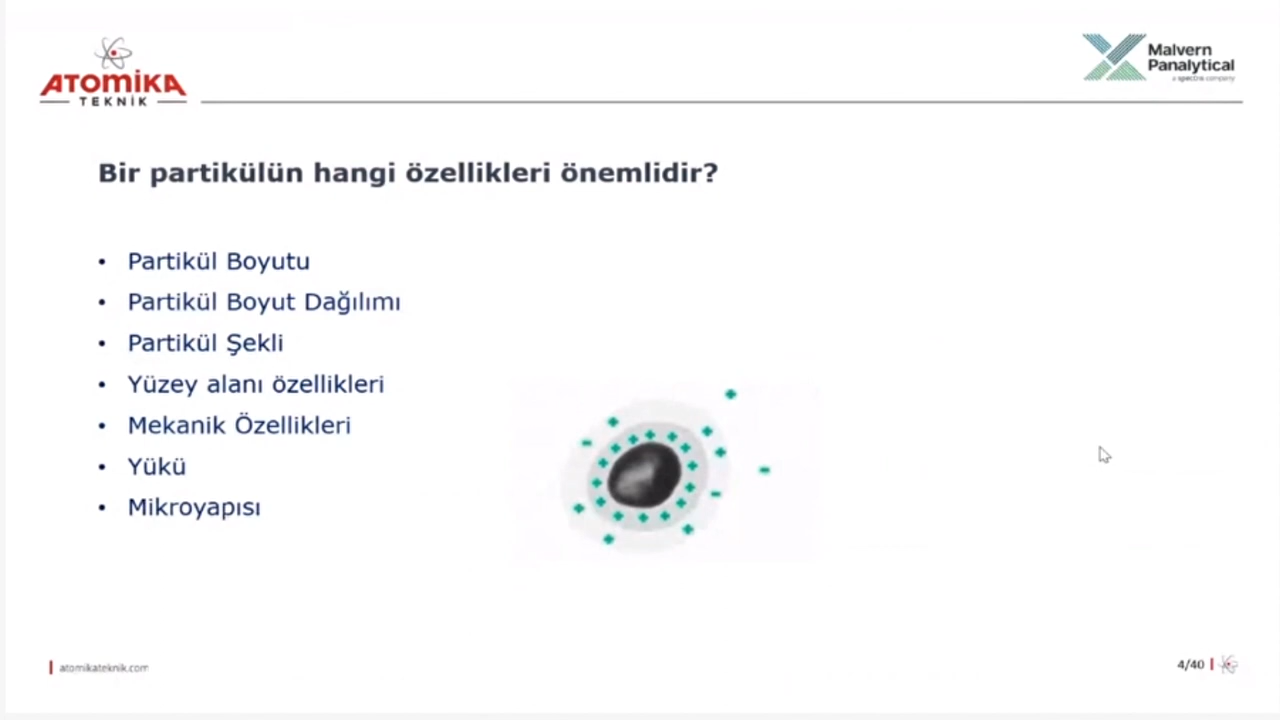 ATOMİKA
TEKNİK
Malvern
Panalytical
a spectris company
Bir partikülün hangi özellikleri önemlidir?
• Partikül Boyutu
• Partikül Boyut Dağılımı
• Partikül Şekli
• Yüzey alanı özellikleri
• Mekanik Özellikleri
• Yükü
• Mikroyapısı
atomikateknik.com
4/40